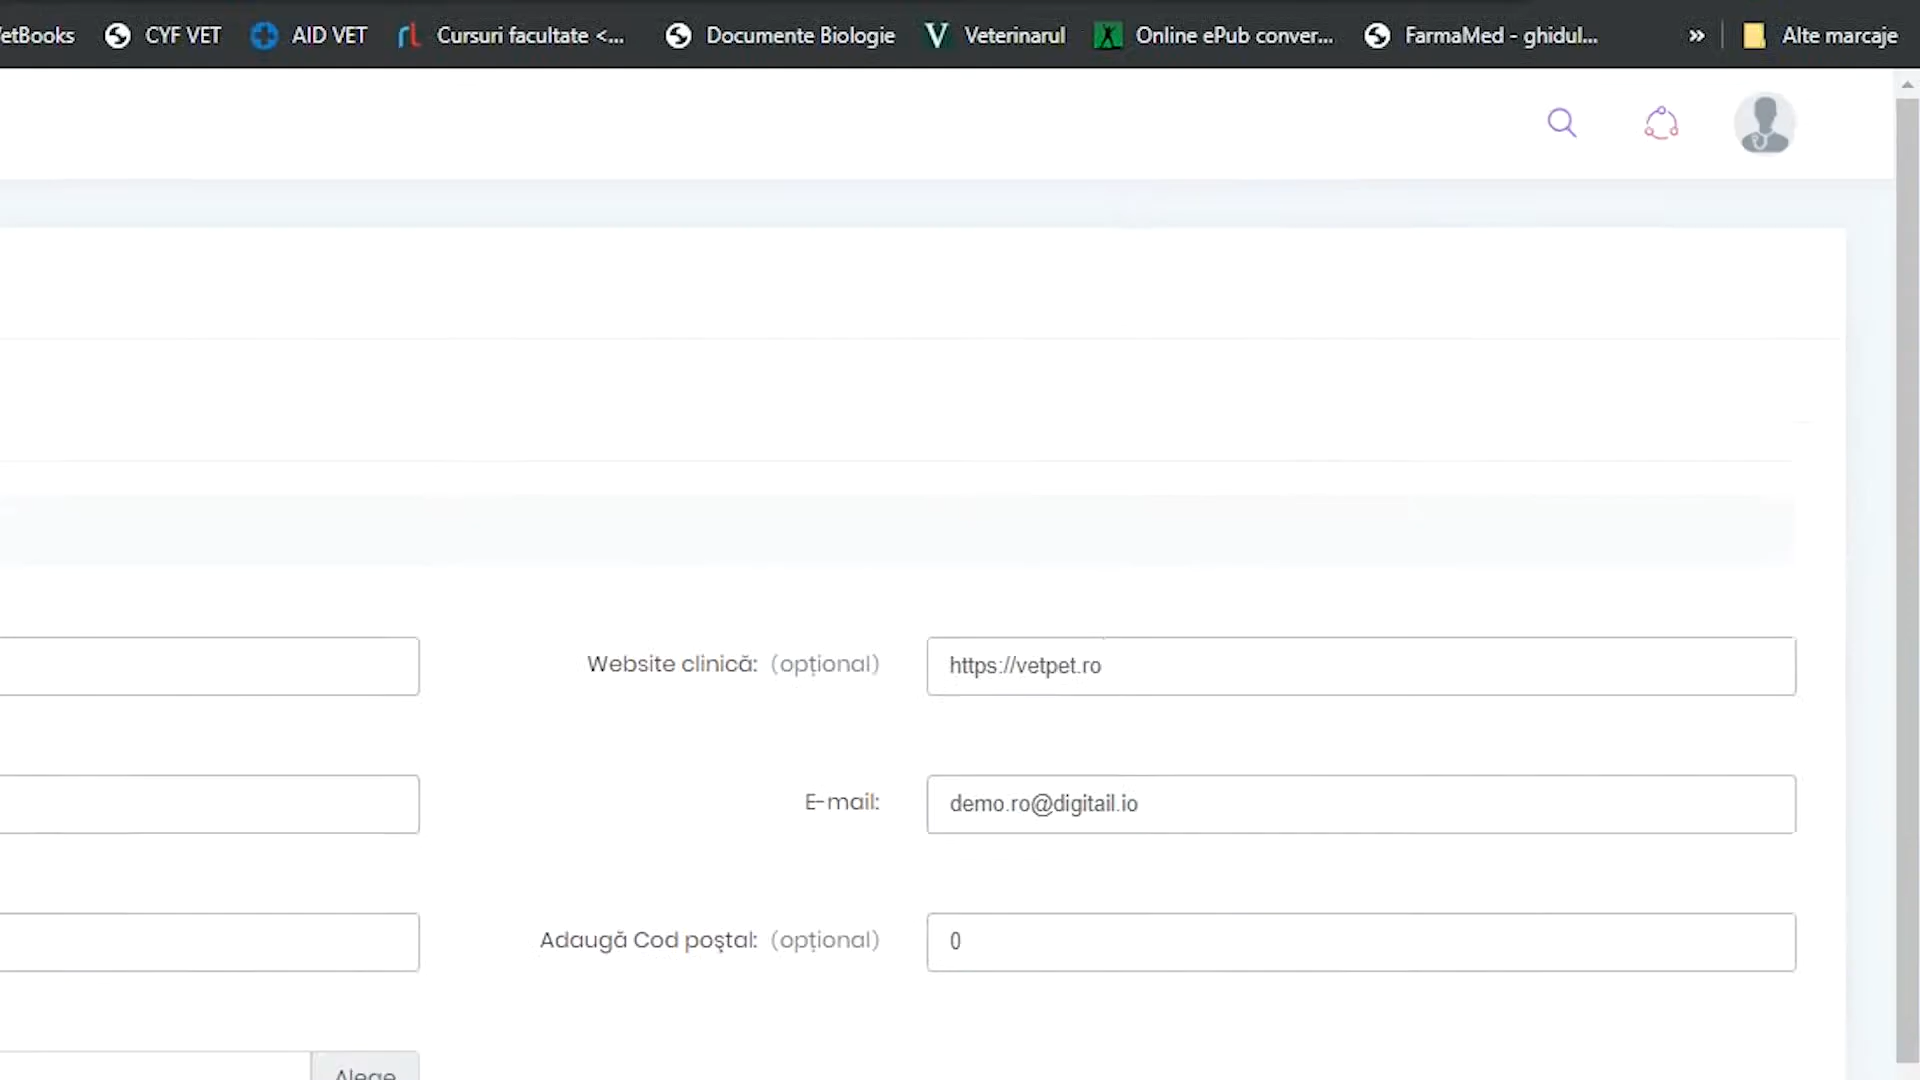 etBooks CYF VET AID VET Cursuri facultate <... Documente Biologie Veterinarul Online ePub conver... FarmaMed - ghidul... » Alte marcaje
Website clinică: (opțional) https://vetpet.ro
E-mail: demo.ro@digitail.io
Adaugă Cod poştal: (opțional) 0
Alege